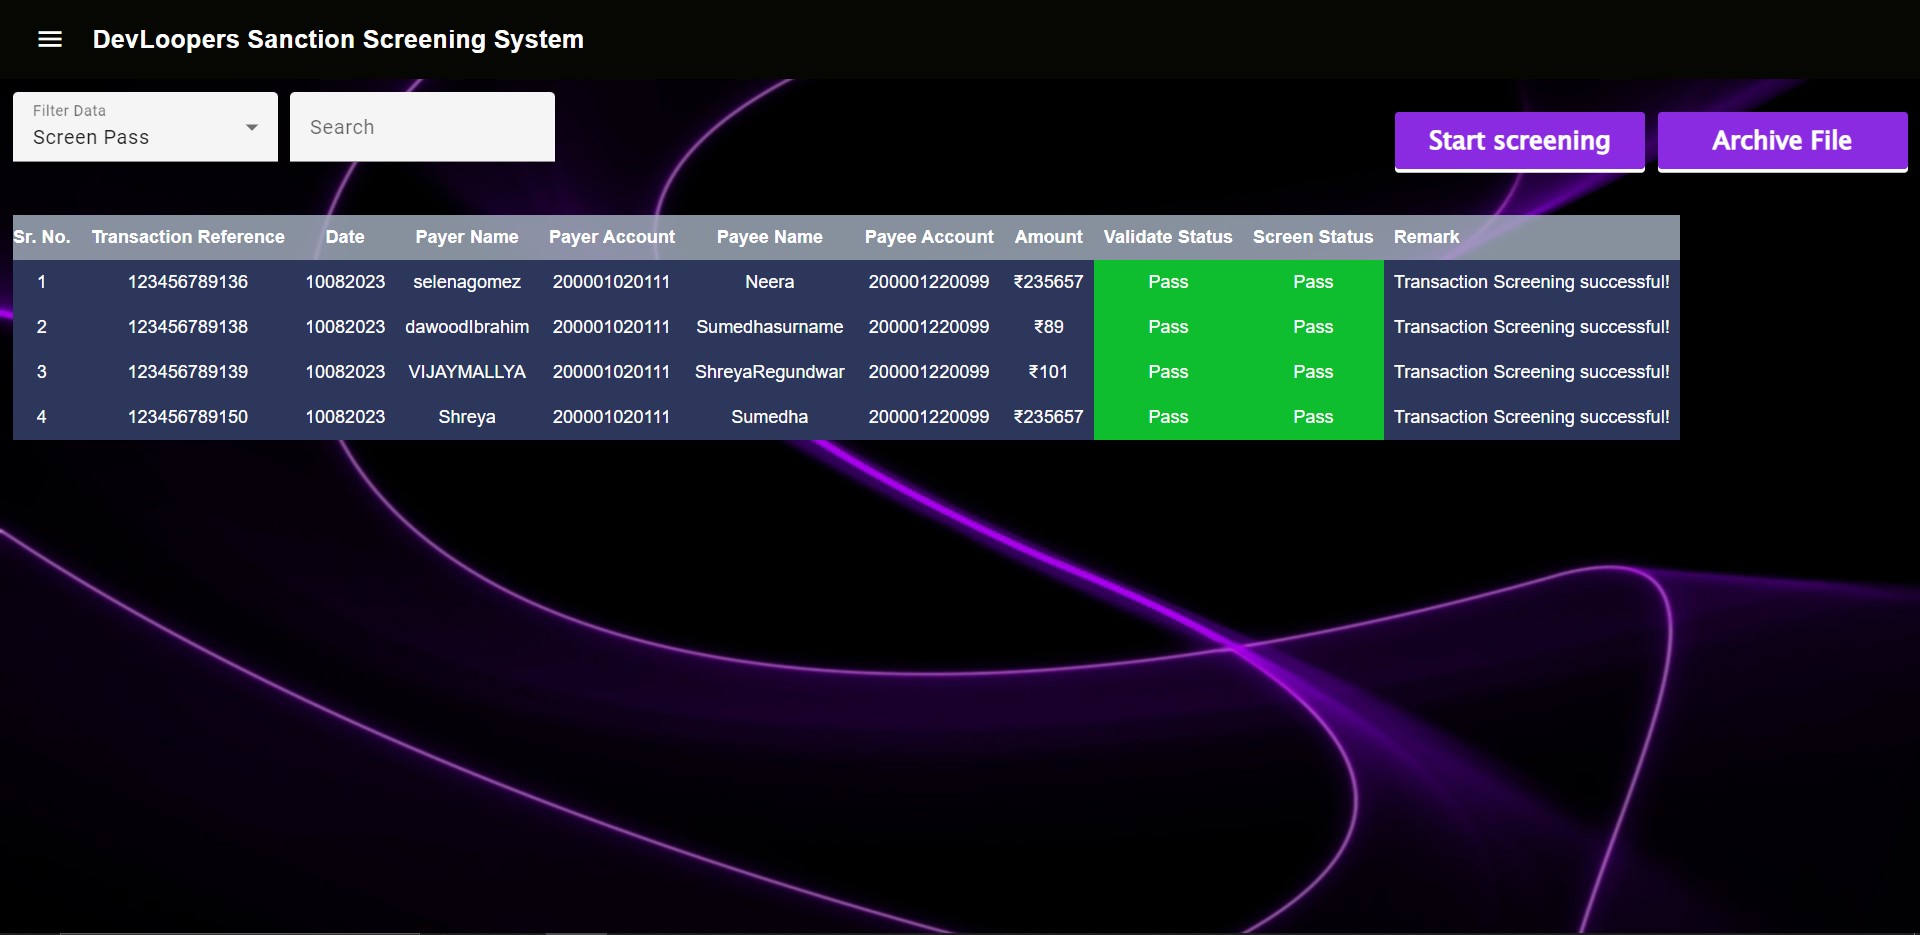 DevLoopers Sanction Screening System
Filter Data
Screen Pass
Search
Start screening
Archive File
Sr. No. Transaction Reference Date Payer Name Payer Account Payee Name Payee Account Amount Validate Status Screen Status Remark
1 123456789136 10082023 selenagomez 200001020111 Neera 200001220099 ₹235657 Pass Pass Transaction Screening successful!
2 123456789138 10082023 dawoodIbrahim 200001020111 Sumedhasurname 200001220099 ₹89 Pass Pass Transaction Screening successful!
3 123456789139 10082023 VIJAYMALLYA 200001020111 ShreyaRegundwar 200001220099 ₹101 Pass Pass Transaction Screening successful!
4 123456789150 10082023 Shreya 200001020111 Sumedha 200001220099 ₹235657 Pass Pass Transaction Screening successful!